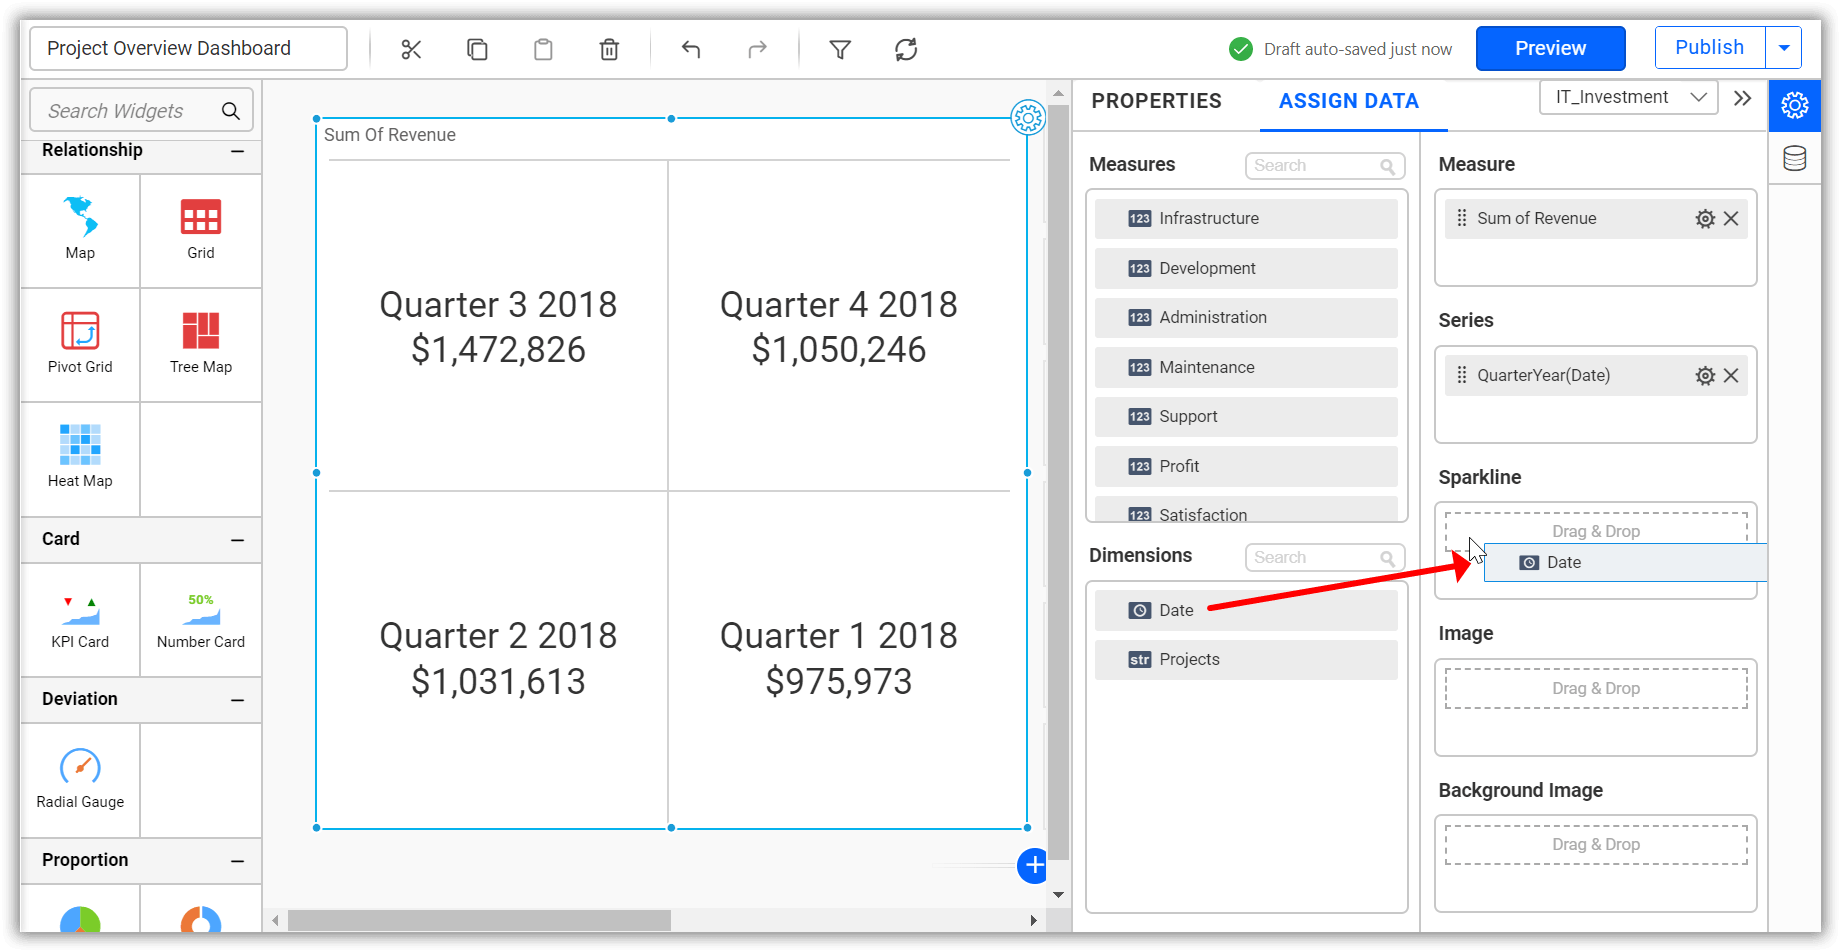 Project Overview Dashboard
Draft auto-saved just now
Preview
Publish
Search Widgets
Relationship
Map
Grid
Pivot Grid
Tree Map
Heat Map
Card
50%
KPI Card
Number Card
Deviation
Radial Gauge
Proportion
Sum Of Revenue
Quarter 3 2018
$1,472,826
Quarter 4 2018
$1,050,246
Quarter 2 2018
$1,031,613
Quarter 1 2018
$975,973
PROPERTIES
ASSIGN DATA
IT_Investment
Measures
Search
123 Infrastructure
123 Development
123 Administration
123 Maintenance
123 Support
123 Profit
123 Satisfaction
Dimensions
Search
Date
str Projects
Measure
Sum of Revenue
Series
QuarterYear(Date)
Sparkline
Drag & Drop
Date
Image
Drag & Drop
Background Image
Drag & Drop